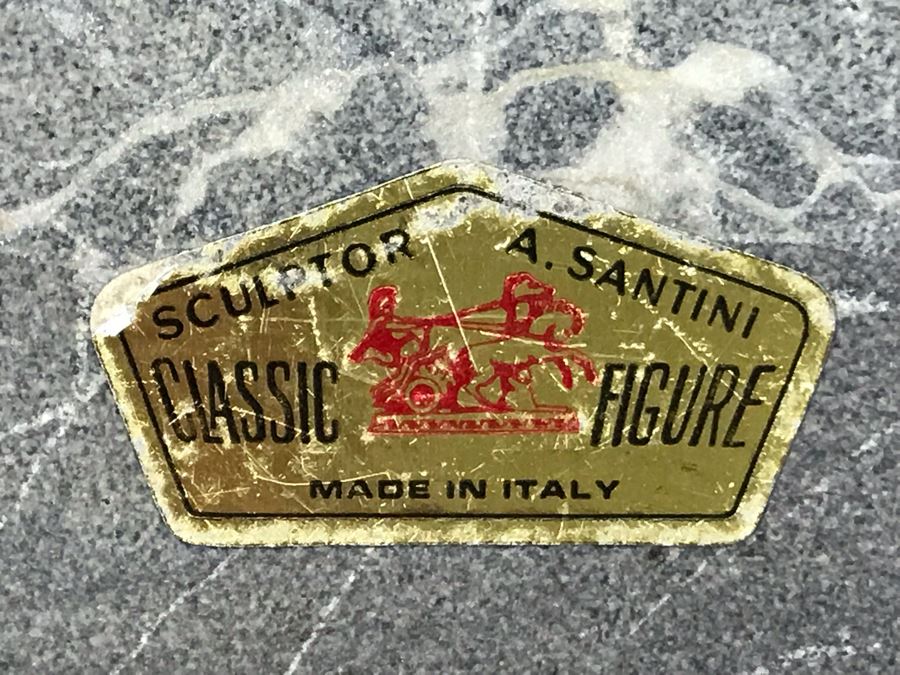 SCULPTOR A. SANTINI
CLASSIC FIGURE
MADE IN ITALY